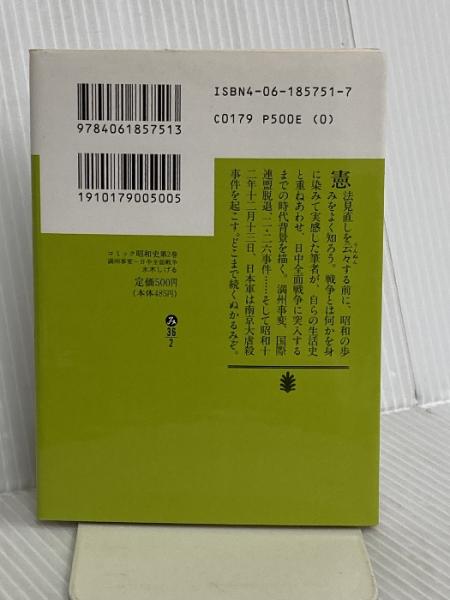 ISBN4-06-185751-7
C0179 P500E (0)
9784061857513
1910179005005
憲法見直しを云々する前に、昭和の歩
うんぬん
みをよく知ろう。戦争とは何かを身
に染みて実感した筆者が、自らの生活史
と重ねあわせ、日中全面戦争に突入する
までの時代背景を描く。満州事変、国際
連盟脱退、二・二六事件……そして昭和十
二年十二月十三日、日本軍は南京大虐殺
事件を起こす。どこまで続くぬかるみぞ。
コミック昭和史第2巻
満州事変〜日中全面戦争
水木しげる
定価500円
(本体485円)
み
36
2